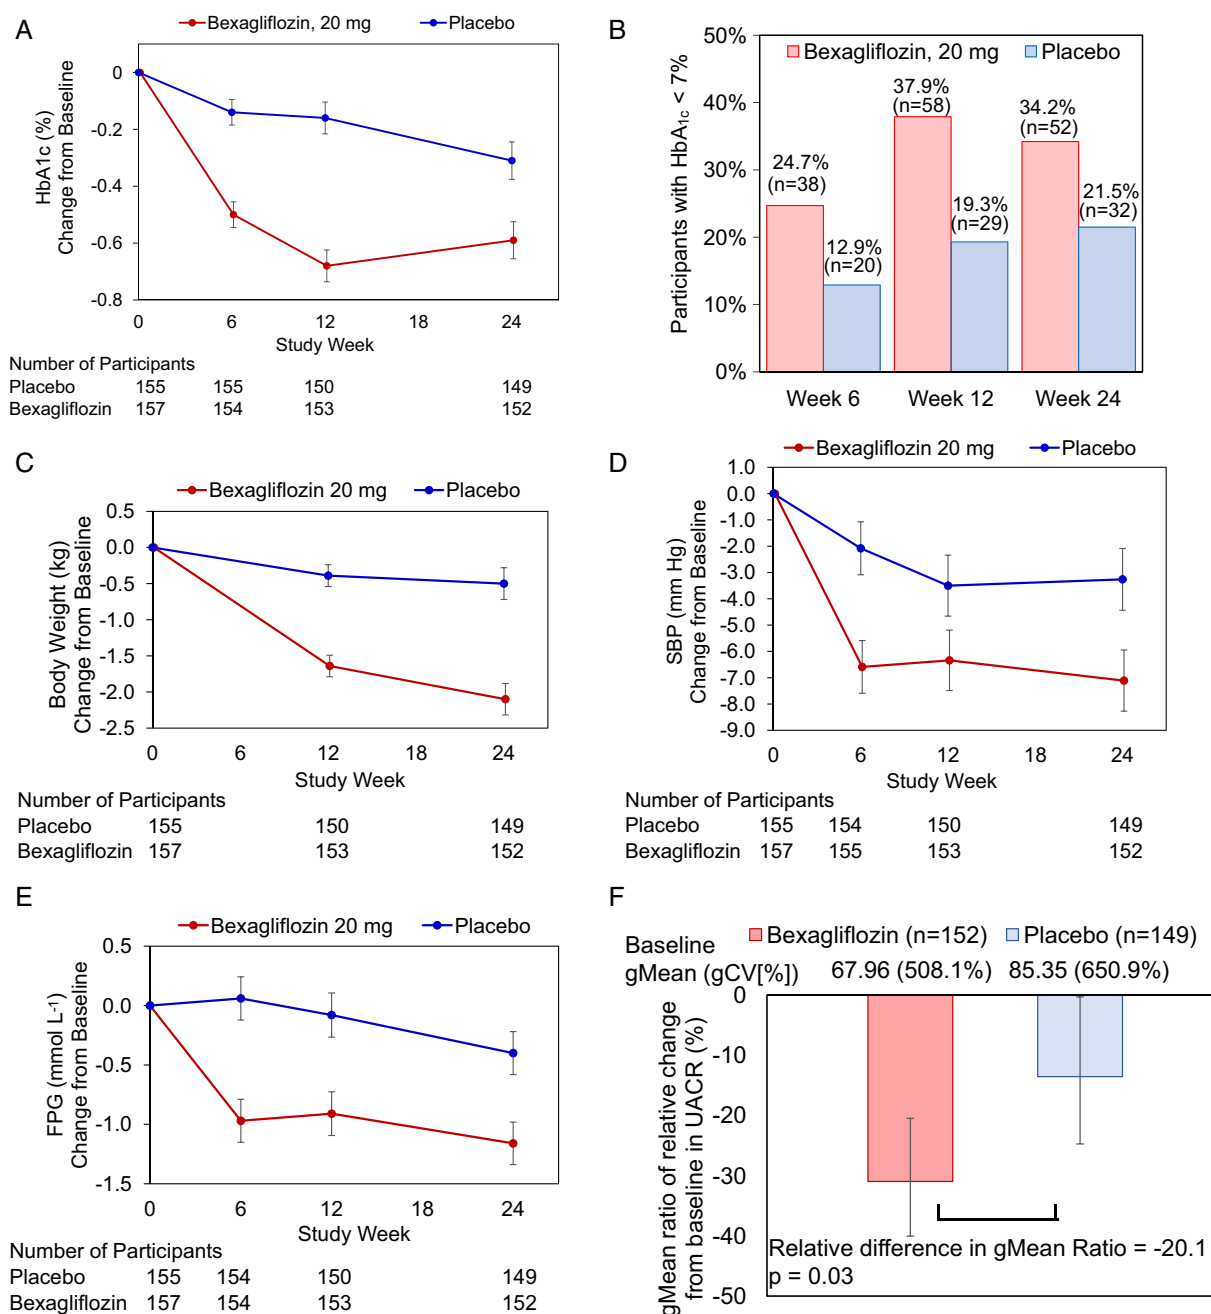 A
Bexagliflozin, 20 mg Placebo
HbA1c (%)
Change from Baseline
0
-0.2
-0.4
-0.6
-0.8
0 6 12 18 24
Study Week
Number of Participants
Placebo 155 155 150 149
Bexagliflozin 157 154 153 152
B
Bexagliflozin, 20 mg Placebo
Participants with HbA1c < 7%
50%
40%
30%
20%
10%
0%
24.7%
(n=38)
12.9%
(n=20)
37.9%
(n=58)
19.3%
(n=29)
34.2%
(n=52)
21.5%
(n=32)
Week 6 Week 12 Week 24
C
Bexagliflozin 20 mg Placebo
Body Weight (kg)
Change from Baseline
0.5
0.0
-0.5
-1.0
-1.5
-2.0
-2.5
0 6 12 18 24
Study Week
Number of Participants
Placebo 155 150 149
Bexagliflozin 157 153 152
D
Bexagliflozin 20 mg Placebo
SBP (mm Hg)
Change from Baseline
1.0
0.0
-1.0
-2.0
-3.0
-4.0
-5.0
-6.0
-7.0
-8.0
-9.0
0 6 12 18 24
Study Week
Number of Participants
Placebo 155 154 150 149
Bexagliflozin 157 155 153 152
E
Bexagliflozin 20 mg Placebo
FPG (mmol L-1)
Change from Baseline
0.5
0.0
-0.5
-1.0
-1.5
0 6 12 18 24
Study Week
Number of Participants
Placebo 155 154 150 149
Bexagliflozin 157 154 153 152
F
Bexagliflozin (n=152) Placebo (n=149)
Baseline
gMean (gCV[%]) 67.96 (508.1%) 85.35 (650.9%)
gMean ratio of relative change
from baseline in UACR (%)
0
-10
-20
-30
-40
-50
Relative difference in gMean Ratio = -20.1
p = 0.03